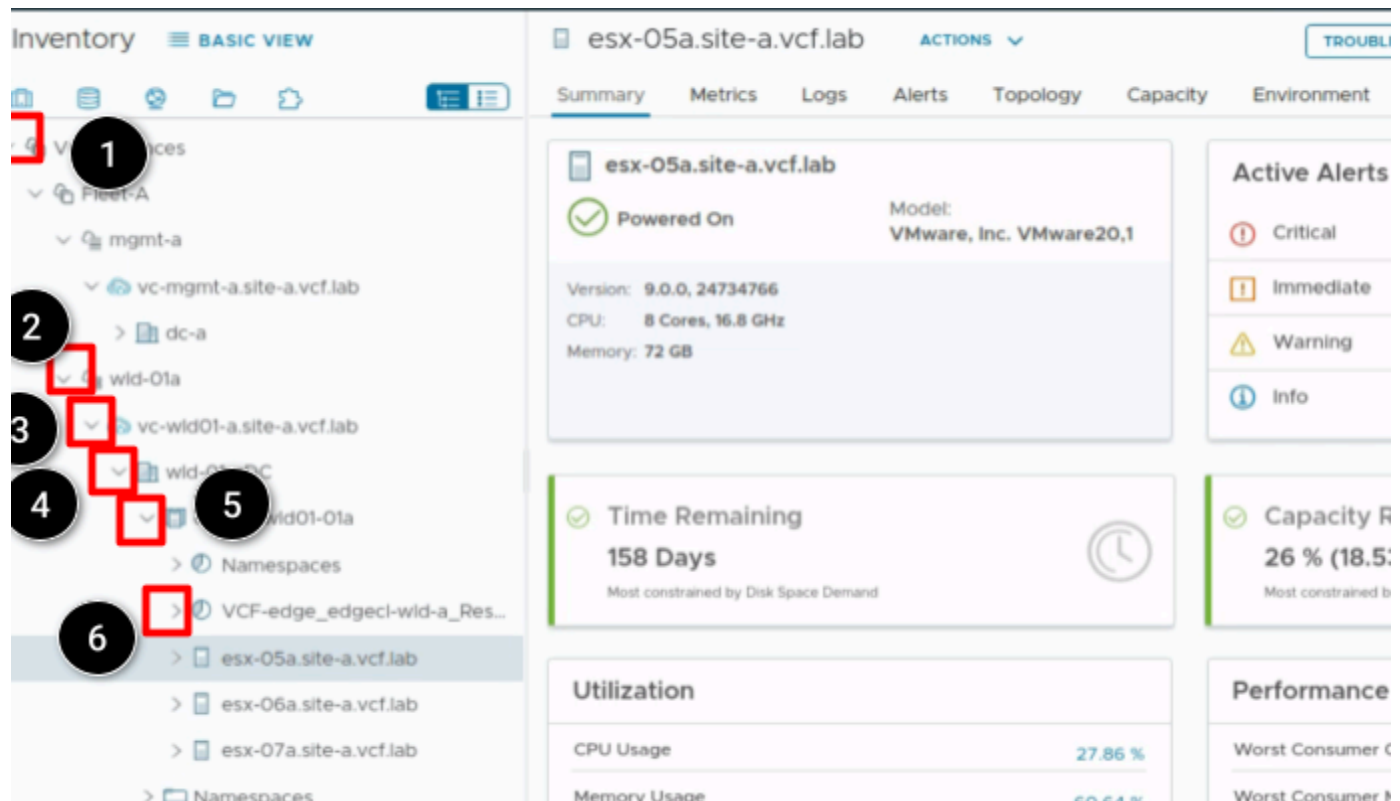 Inventory
BASIC VIEW
1
ces
Fleet-A
mgmt-a
vc-mgmt-a.site-a.vcf.lab
2
dc-a
wld-01a
3
vc-wld01-a.site-a.vcf.lab
4
5
wld01-01a
Namespaces
VCF-edge_edgecl-wld-a_Res...
6
esx-05a.site-a.vcf.lab
esx-06a.site-a.vcf.lab
esx-07a.site-a.vcf.lab
Namespaces
esx-05a.site-a.vcf.lab
ACTIONS
TROUBL
Summary Metrics Logs Alerts Topology Capacity Environment
esx-05a.site-a.vcf.lab
Powered On
Model:
VMware, Inc. VMware20,1
Version: 9.0.0, 24734766
CPU: 8 Cores, 16.8 GHz
Memory: 72 GB
Active Alerts
Critical
Immediate
Warning
Info
Time Remaining
158 Days
Most constrained by Disk Space Demand
Capacity R
26 % (18.53
Most constrained b
Utilization
CPU Usage 27.86 %
Memory Usage
Performance
Worst Consumer
Worst Consumer